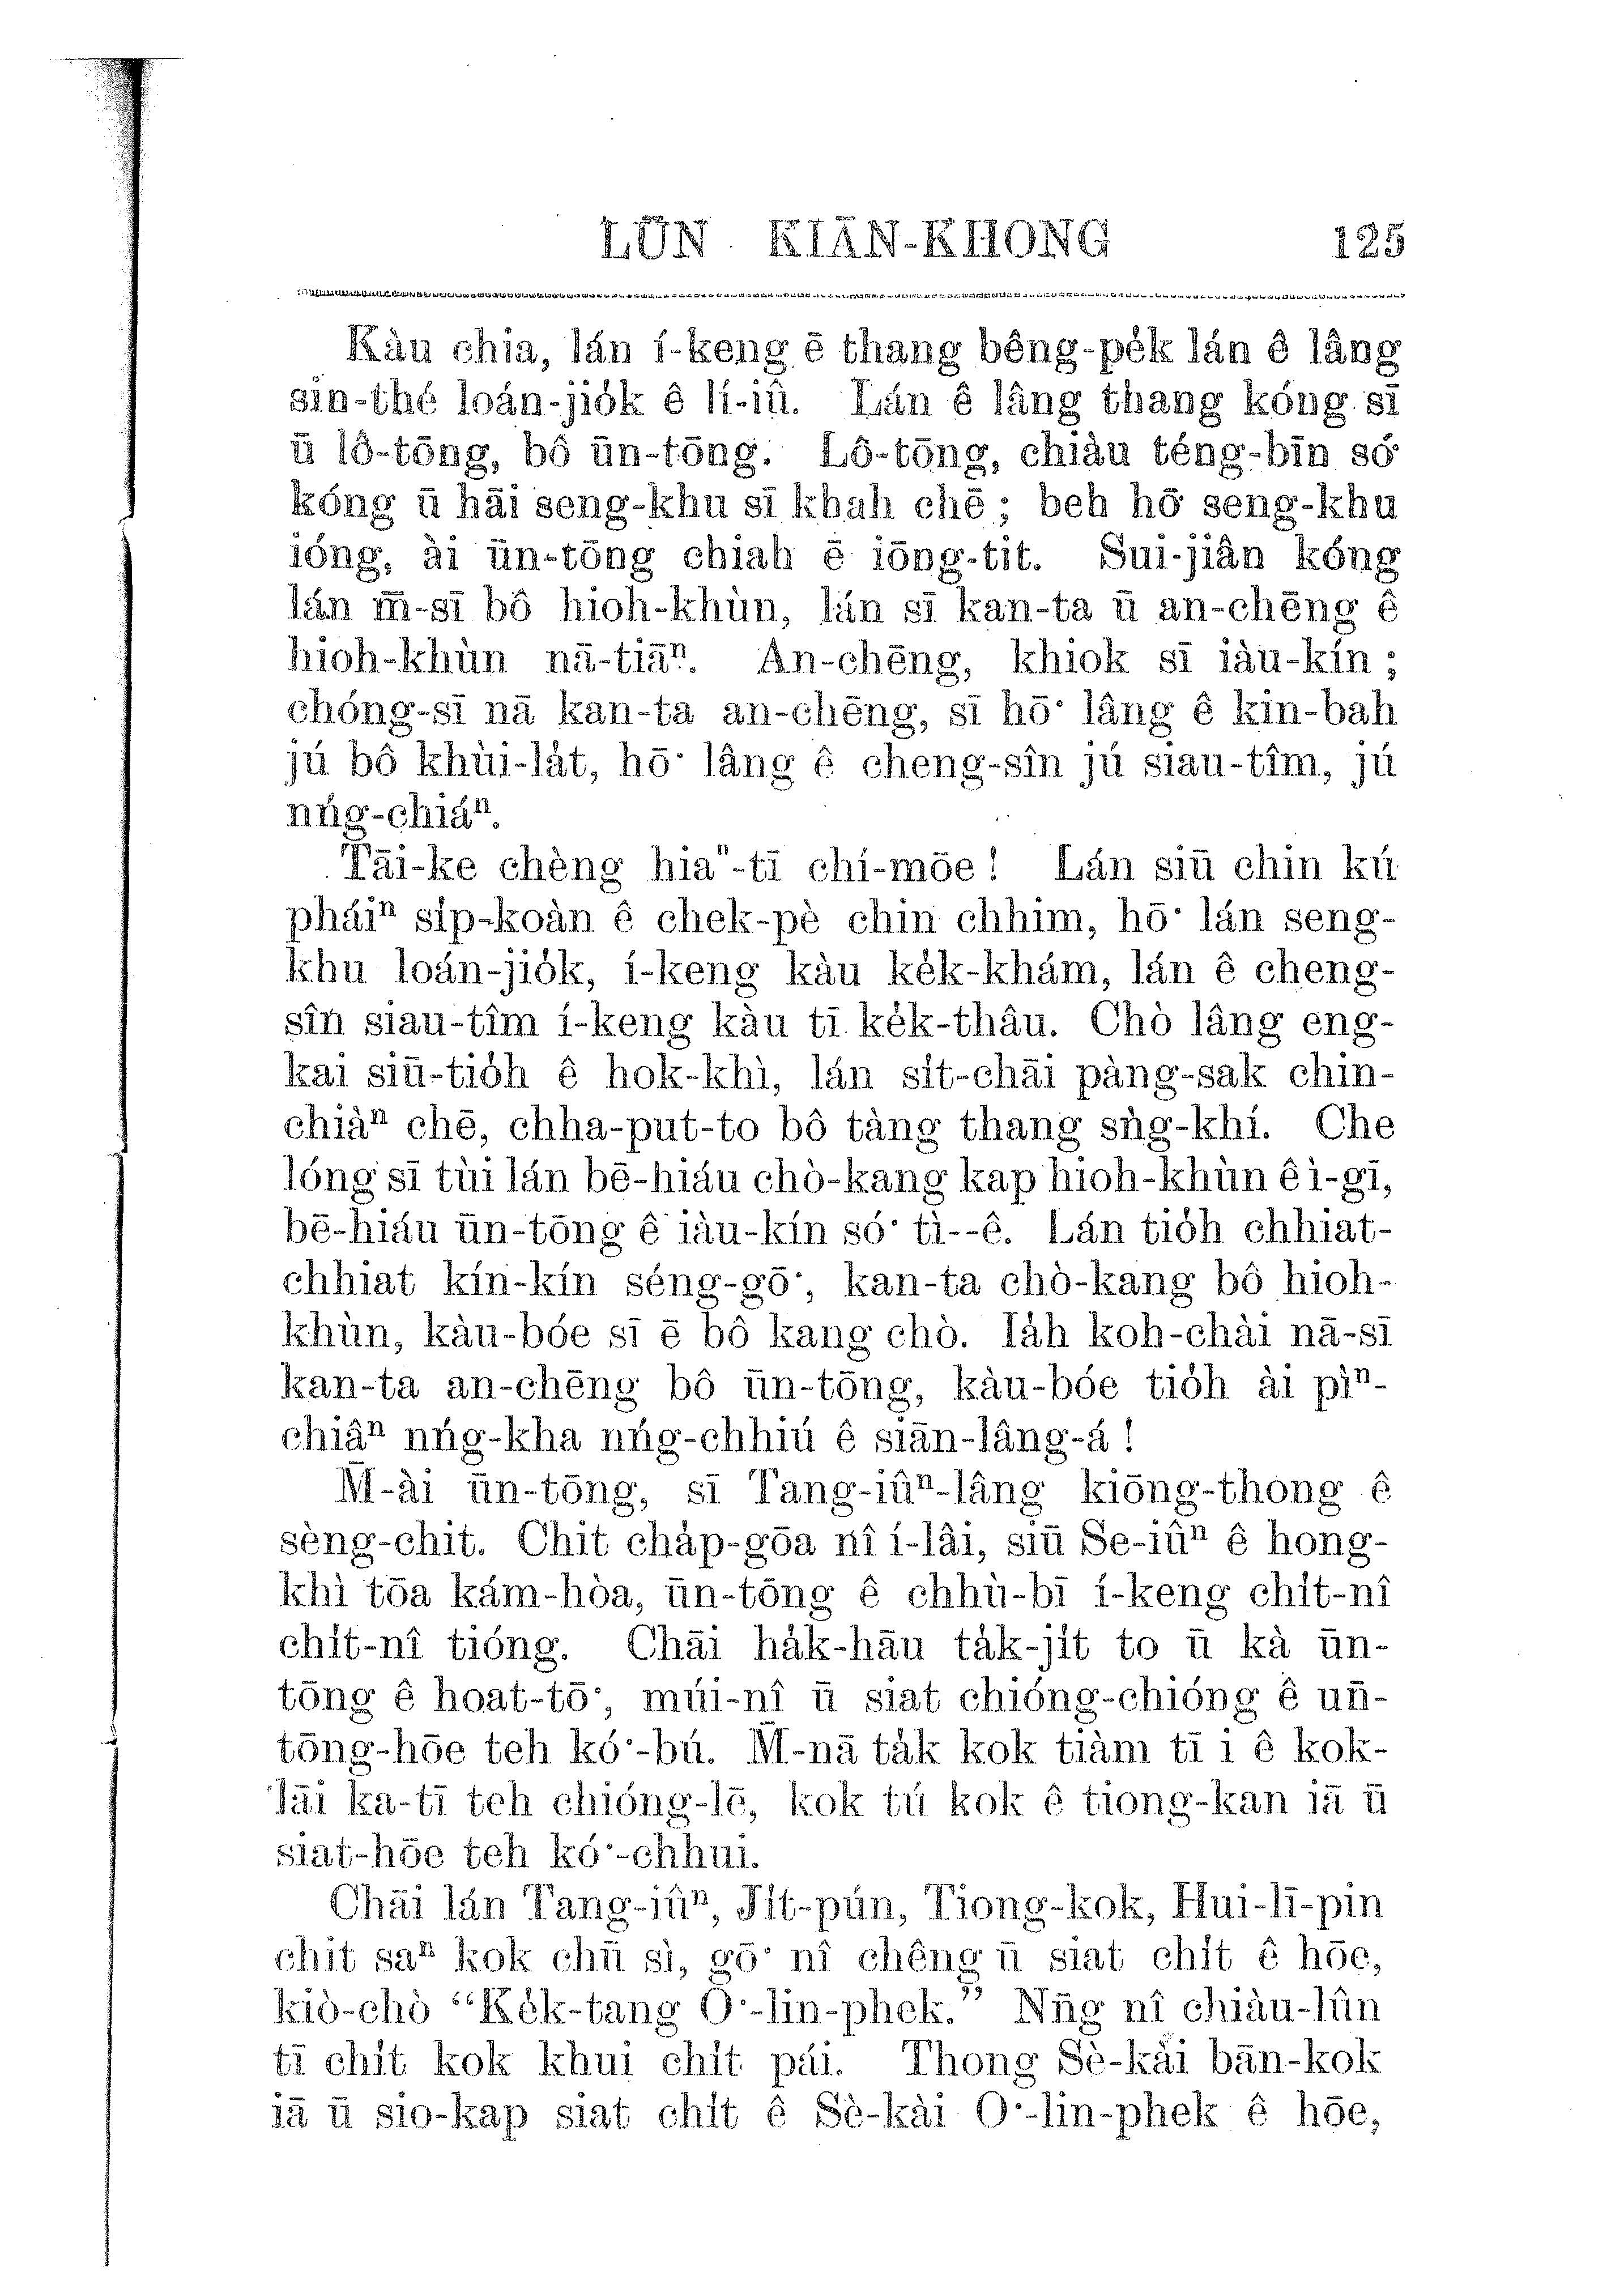 LŪN KIĀN-KHONG 125
Kàu chia, lán í-keng ē thang bêng-pe̍k lán ê lâng
sin-thé loán-jio̍k ê lí-iû. Lán ê lâng thang kóng sī
ū lô-tōng, bô ūn-tōng. Lô-tōng, chiàu téng-bīn só͘
kóng ū hāi seng-khu sī khah chē; beh hō͘ seng-khu
ióng, ài ūn-tōng chiah ē iōng-tit. Sui-jiân kóng
lán m̄-sī bô hioh-khùn, lán sī kan-ta ū an-chēng ê
hioh-khùn nā-tiāⁿ. An-chēng, khiok sī iàu-kín;
chóng-sī nā kan-ta an-chēng, sī hō͘ lâng ê kin-bah
jú bô khùi-la̍t, hō͘ lâng ê cheng-sîn jú siau-tîm, jú
nńg-chiáⁿ.
Tāi-ke chèng hiaⁿ-tī chí-mōe! Lán siū chin kú
pháiⁿ si̍p-koàn ê chek-pè chin chhim, hō͘ lán seng-
khu loán-jio̍k, í-keng kàu ke̍k-khám, lán ê cheng-
sîn siau-tîm í-keng kàu tī ke̍k-thâu. Chò lâng eng-
kai siū-tio̍h ê hok-khì, lán si̍t-chāi pàng-sak chin-
chiàⁿ chē, chha-put-to bô tàng thang sǹg-khí. Che
lóng sī tùi lán bē-hiáu chò-kang kap hioh-khùn ê ì-gī,
bē-hiáu ūn-tōng ê iàu-kín só͘ tì--ê. Lán tio̍h chhiat-
chhiat kín-kín séng-gō͘, kan-ta chò-kang bô hioh-
khùn, kàu-bóe sī ē bô kang chò. Ia̍h koh-chài nā-sī
kan-ta an-chēng bô ūn-tōng, kàu-bóe tio̍h ài pìⁿ-
chiâⁿ nńg-kha nńg-chhiú ê siān-lâng-á!
M̄-ài ūn-tōng, sī Tang-iûⁿ-lâng kiōng-thong ê
sèng-chit. Chit cha̍p-gōa nî í-lâi, siū Se-iûⁿ ê hong-
khì tōa kám-hòa, ūn-tōng ê chhù-bī í-keng chi̍t-nî
chi̍t-nî tióng. Chāi ha̍k-hāu ta̍k-ji̍t to ū kà ūn-
tōng ê hoat-tō͘, múi-nî ū siat chióng-chióng ê uñ-
tōng-hōe teh kó͘-bú. M̄-nā ta̍k kok tiàm tī i ê kok-
lāi ka-tī teh chióng-lē, kok tú kok ê tiong-kan iā ū
siat-hōe teh kó͘-chhui.
Chāi lán Tang-iûⁿ, Ji̍t-pún, Tiong-kok, Hui-lī-pin
chit saⁿ kok chū sì, gō͘ nî chêng ū siat chi̍t ê hōe,
kiò-chò “Ke̍k-tang O͘-lin-phek.” Nn̄g nî chiàu-lûn
tī chi̍t kok khui chi̍t pái. Thong Sè-kài bān-kok
iā ū sio-kap siat chi̍t ê Sè-kài O͘-lin-phek ê hōe,